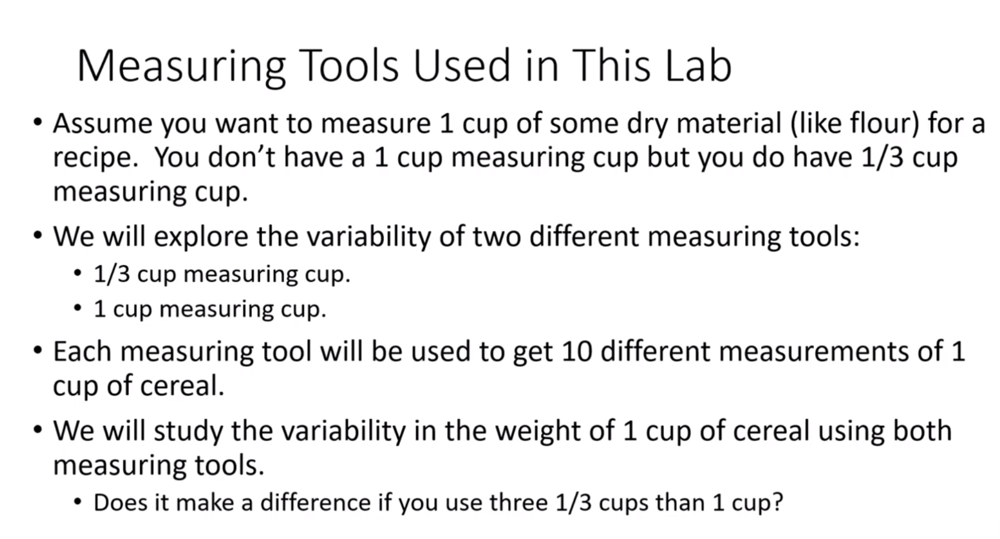 Measuring Tools Used in This Lab
• Assume you want to measure 1 cup of some dry material (like flour) for a
recipe.  You don’t have a 1 cup measuring cup but you do have 1/3 cup
measuring cup.
• We will explore the variability of two different measuring tools:
• 1/3 cup measuring cup.
• 1 cup measuring cup.
• Each measuring tool will be used to get 10 different measurements of 1
cup of cereal.
• We will study the variability in the weight of 1 cup of cereal using both
measuring tools.
• Does it make a difference if you use three 1/3 cups than 1 cup?